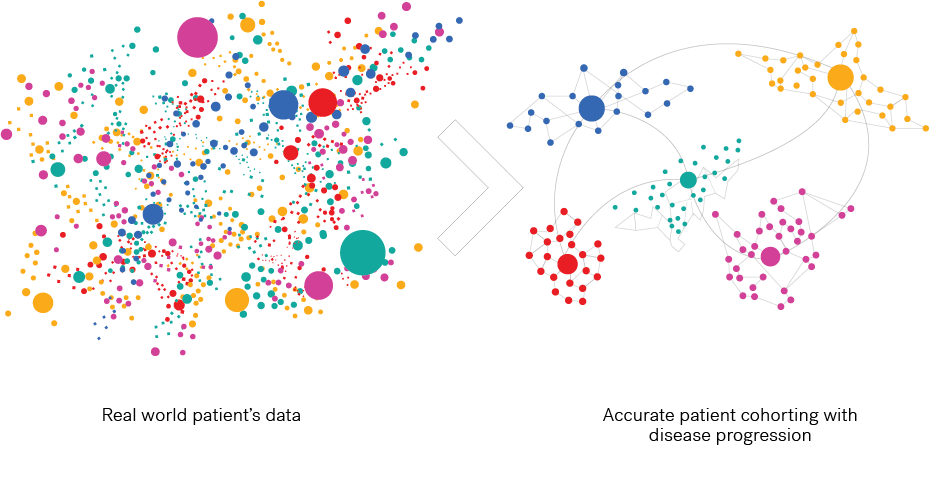 Real world patient's data
Accurate patient cohorting with
disease progression